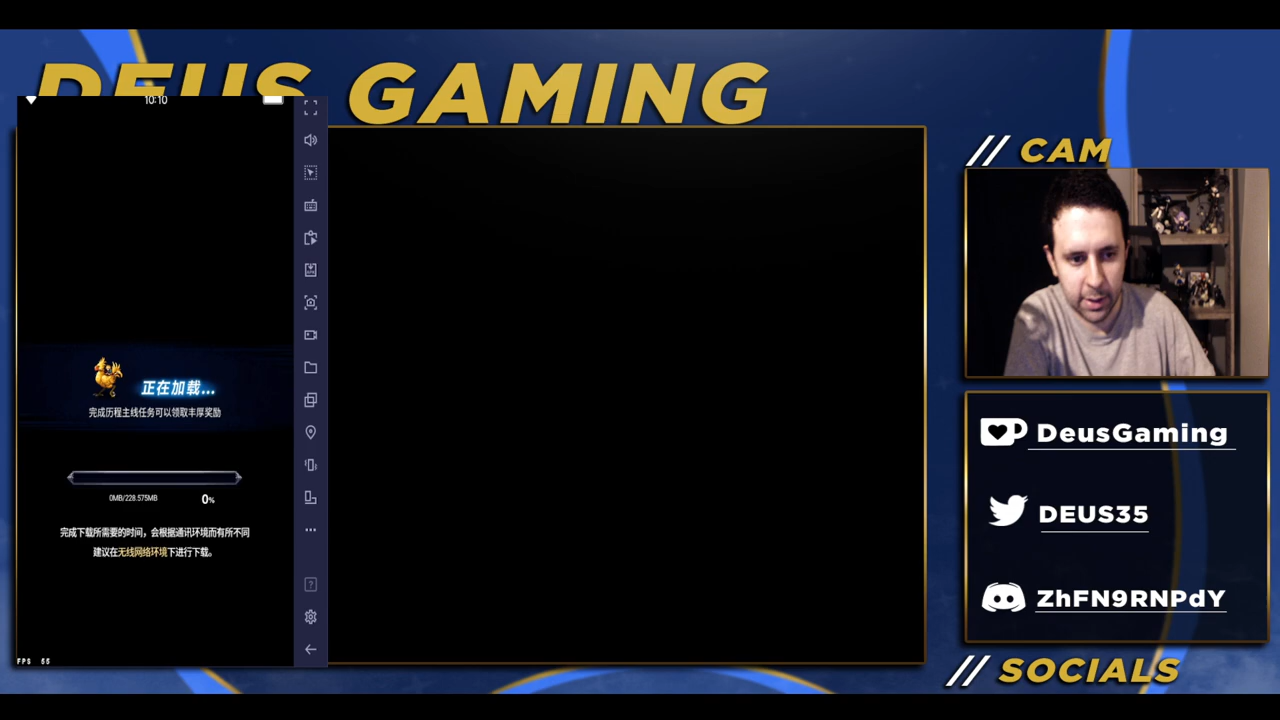 DEUS GAMING
10:10
正在加载...
完成历程主线任务可以领取丰厚奖励
0MB/228.575MB 0%
完成下载所需要的时间，会根据通讯环境而有所不同
建议在无线网络环境下进行下载。
FPS 55
// CAM
DeusGaming
DEUS35
ZhFN9RNPdY
// SOCIALS